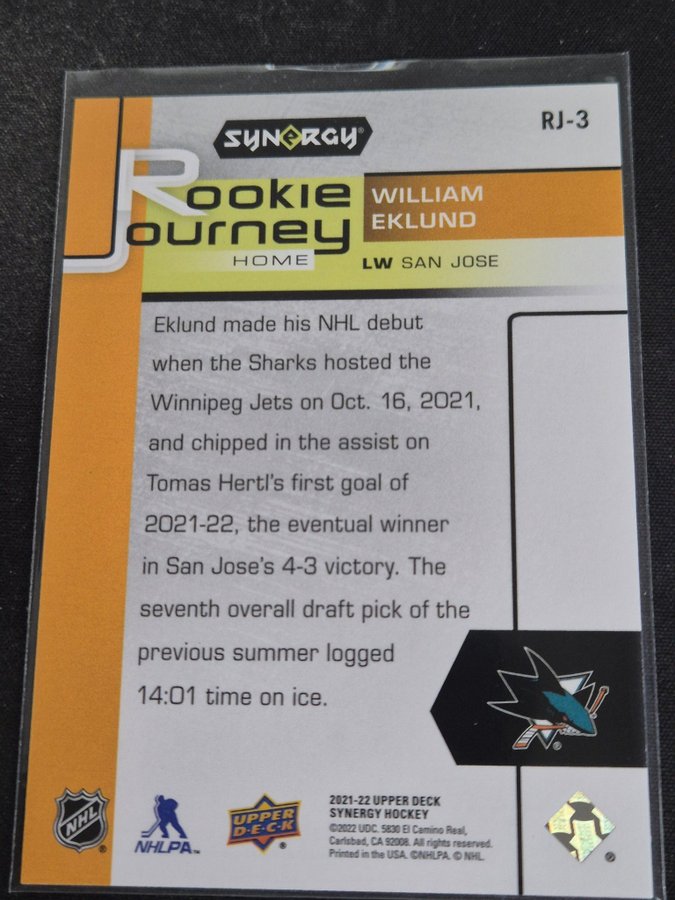 SYNERGY®
RJ-3
Rookie
Journey
HOME
WILLIAM
EKLUND
LW SAN JOSE
Eklund made his NHL debut
when the Sharks hosted the
Winnipeg Jets on Oct. 16, 2021,
and chipped in the assist on
Tomas Hertl's first goal of
2021-22, the eventual winner
in San Jose's 4-3 victory. The
seventh overall draft pick of the
previous summer logged
14:01 time on ice.
NHL ®
NHLPA™
UPPER
D·E·C·K ®
2021-22 UPPER DECK
SYNERGY HOCKEY
©2022 UDC. 5830 El Camino Real,
Carlsbad, CA 92008. All rights reserved.
Printed in the USA. ©NHLPA. © NHL.
®
®